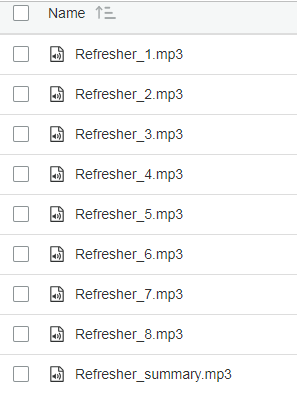 Name
Refresher_1.mp3
Refresher_2.mp3
Refresher_3.mp3
Refresher_4.mp3
Refresher_5.mp3
Refresher_6.mp3
Refresher_7.mp3
Refresher_8.mp3
Refresher_summary.mp3